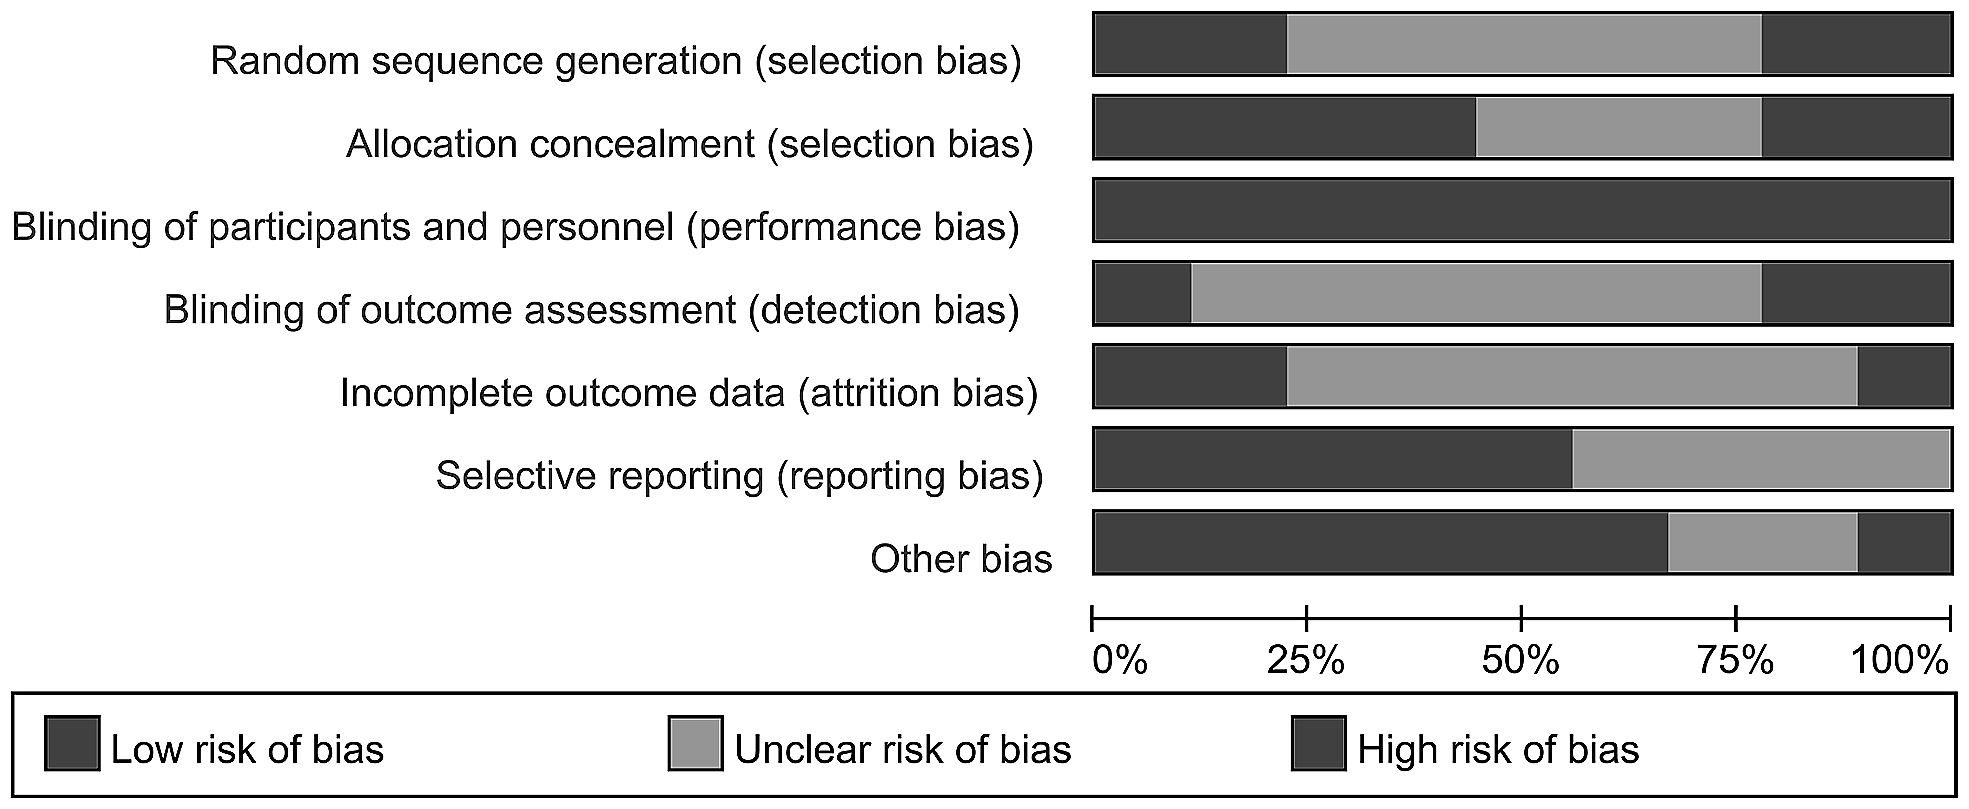 Random sequence generation (selection bias)
Allocation concealment (selection bias)
Blinding of participants and personnel (performance bias)
Blinding of outcome assessment (detection bias)
Incomplete outcome data (attrition bias)
Selective reporting (reporting bias)
Other bias
0% 25% 50% 75% 100%
Low risk of bias Unclear risk of bias High risk of bias